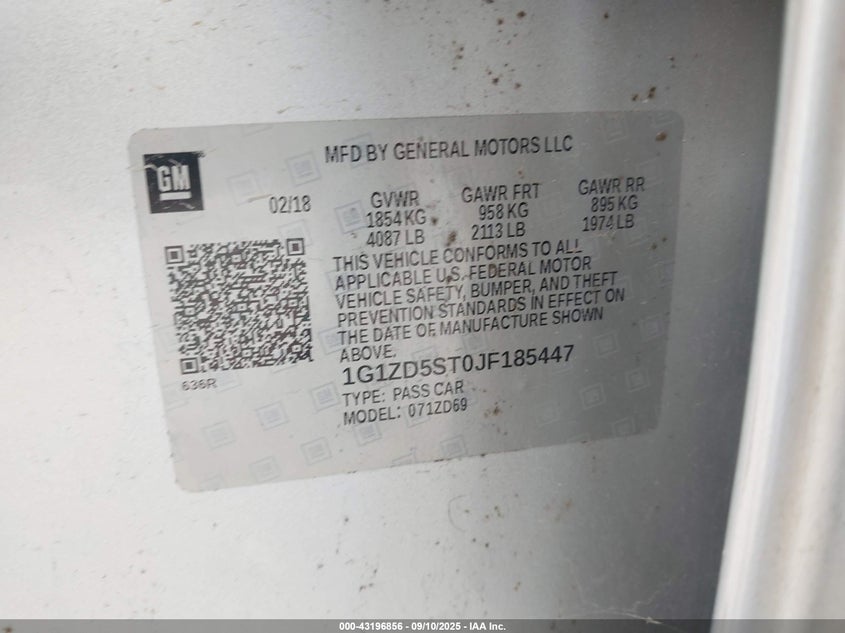 MFD BY GENERAL MOTORS LLC
GM
02/18
GVWR
1854 KG
4087 LB
GAWR FRT
958 KG
2113 LB
GAWR RR
895 KG
1974 LB
THIS VEHICLE CONFORMS TO ALL
APPLICABLE U.S. FEDERAL MOTOR
VEHICLE SAFETY, BUMPER, AND THEFT
PREVENTION STANDARDS IN EFFECT ON
THE DATE OF MANUFACTURE SHOWN
ABOVE.
636R
1G1ZD5ST0JF185447
TYPE: PASS CAR
MODEL: 071ZD69
000-43196856 - 09/10/2025 - IAA Inc.